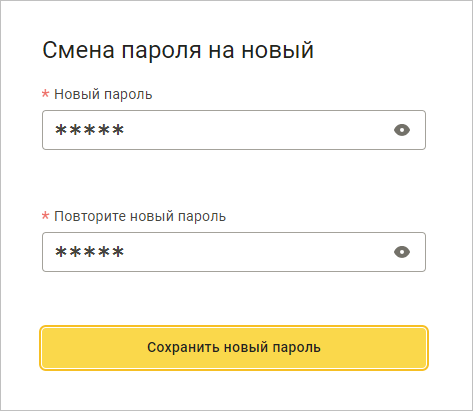 Смена пароля на новый
* Новый пароль
*****
* Повторите новый пароль
*****
Сохранить новый пароль